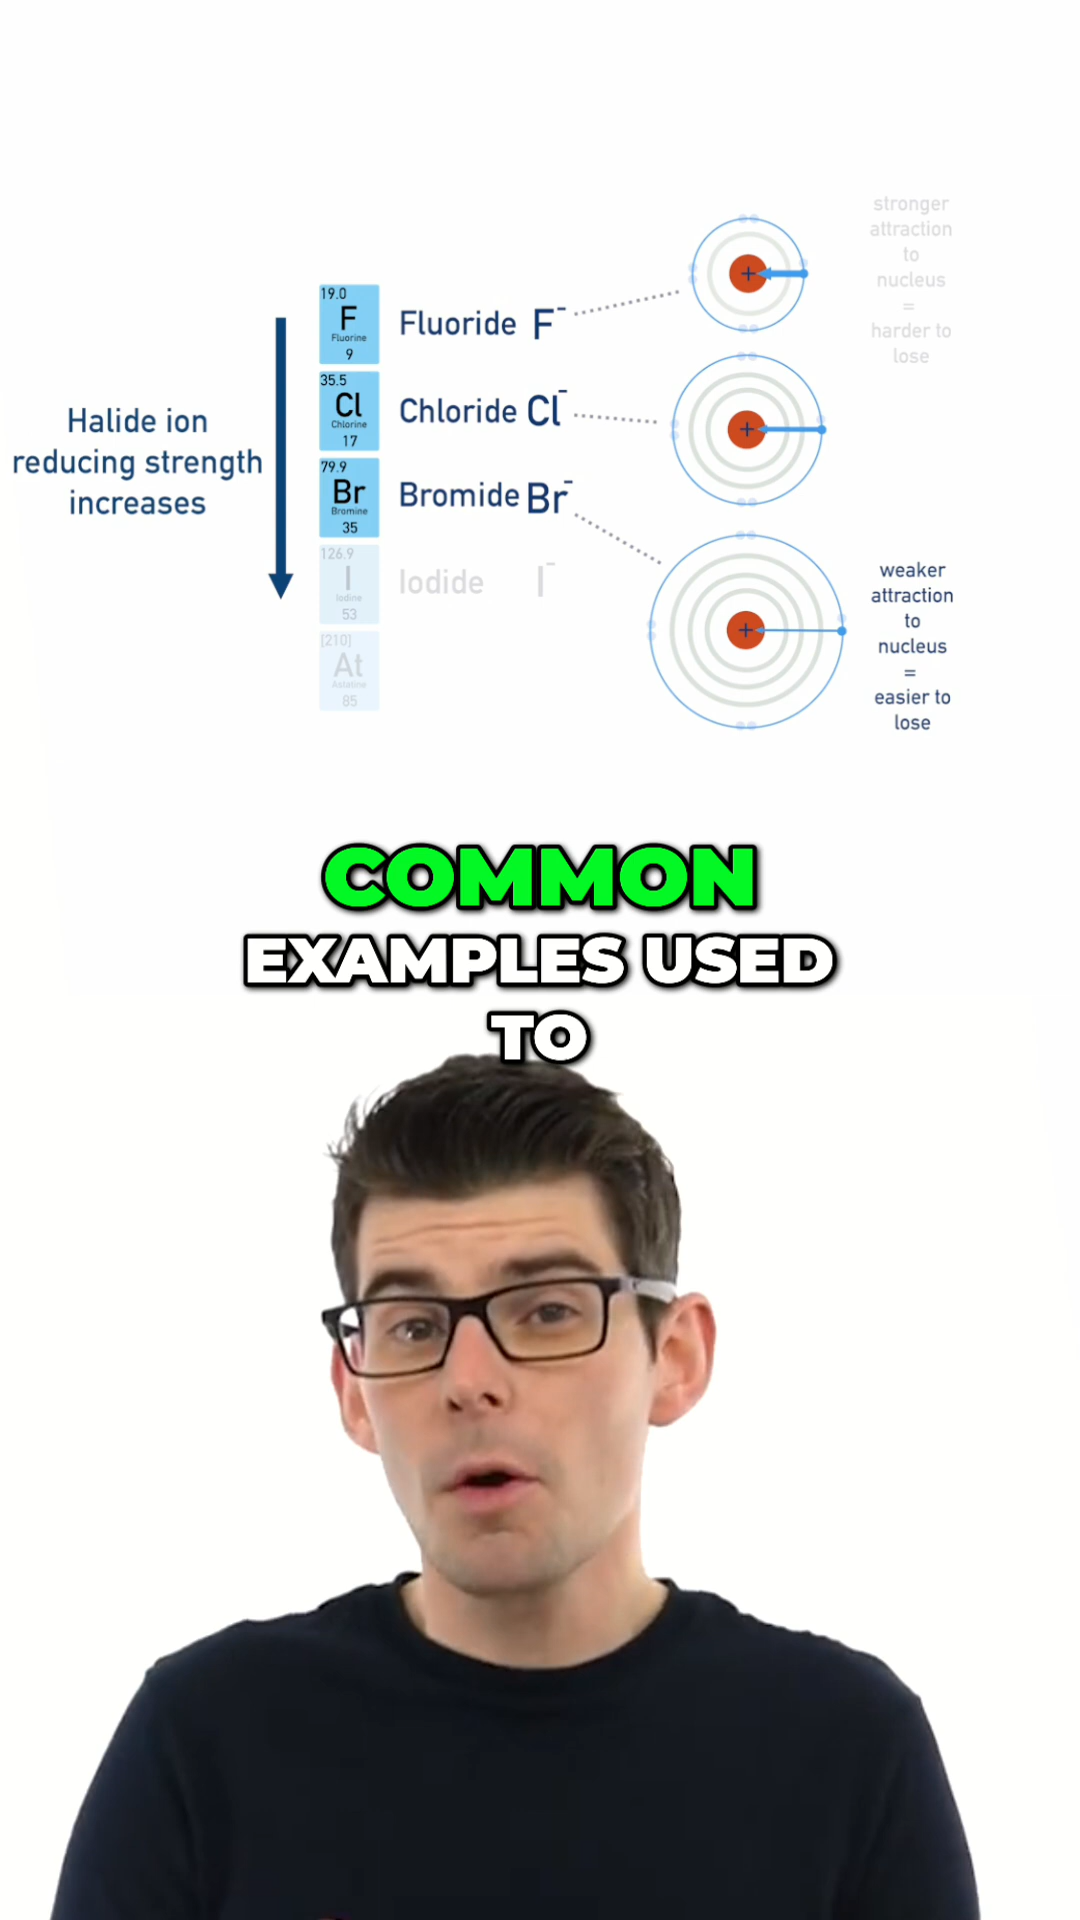 stronger
attraction
to
nucleus
=
harder to
lose
+
19.0
F
Fluorine
9
Fluoride F⁻
35.5
Cl
Chlorine
17
Chloride Cl⁻
+
Halide ion
reducing strength
increases
79.9
Br
Bromine
35
Bromide Br⁻
126.9
I
Iodine
53
Iodide I⁻
[210]
At
Astatine
85
+
weaker
attraction
to
nucleus
=
easier to
lose
COMMON
EXAMPLES USED
TO